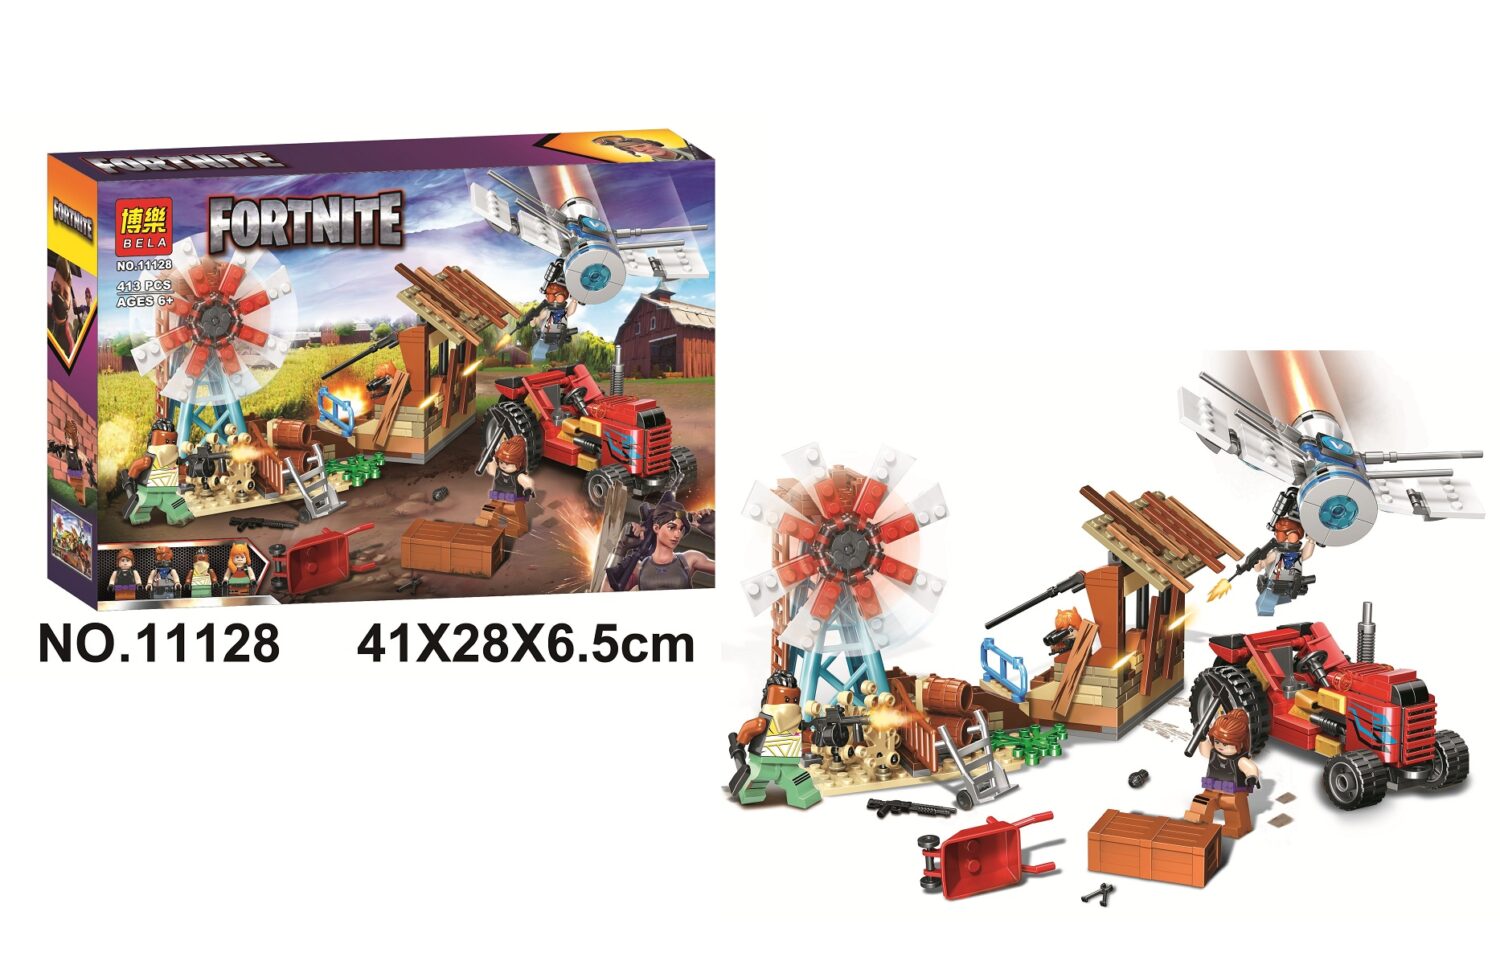 FORTNITE
FORTNITE
博樂
BELA
FORTNITE
NO.11128
413 PCS
AGES 6+
NO.11128 41X28X6.5cm